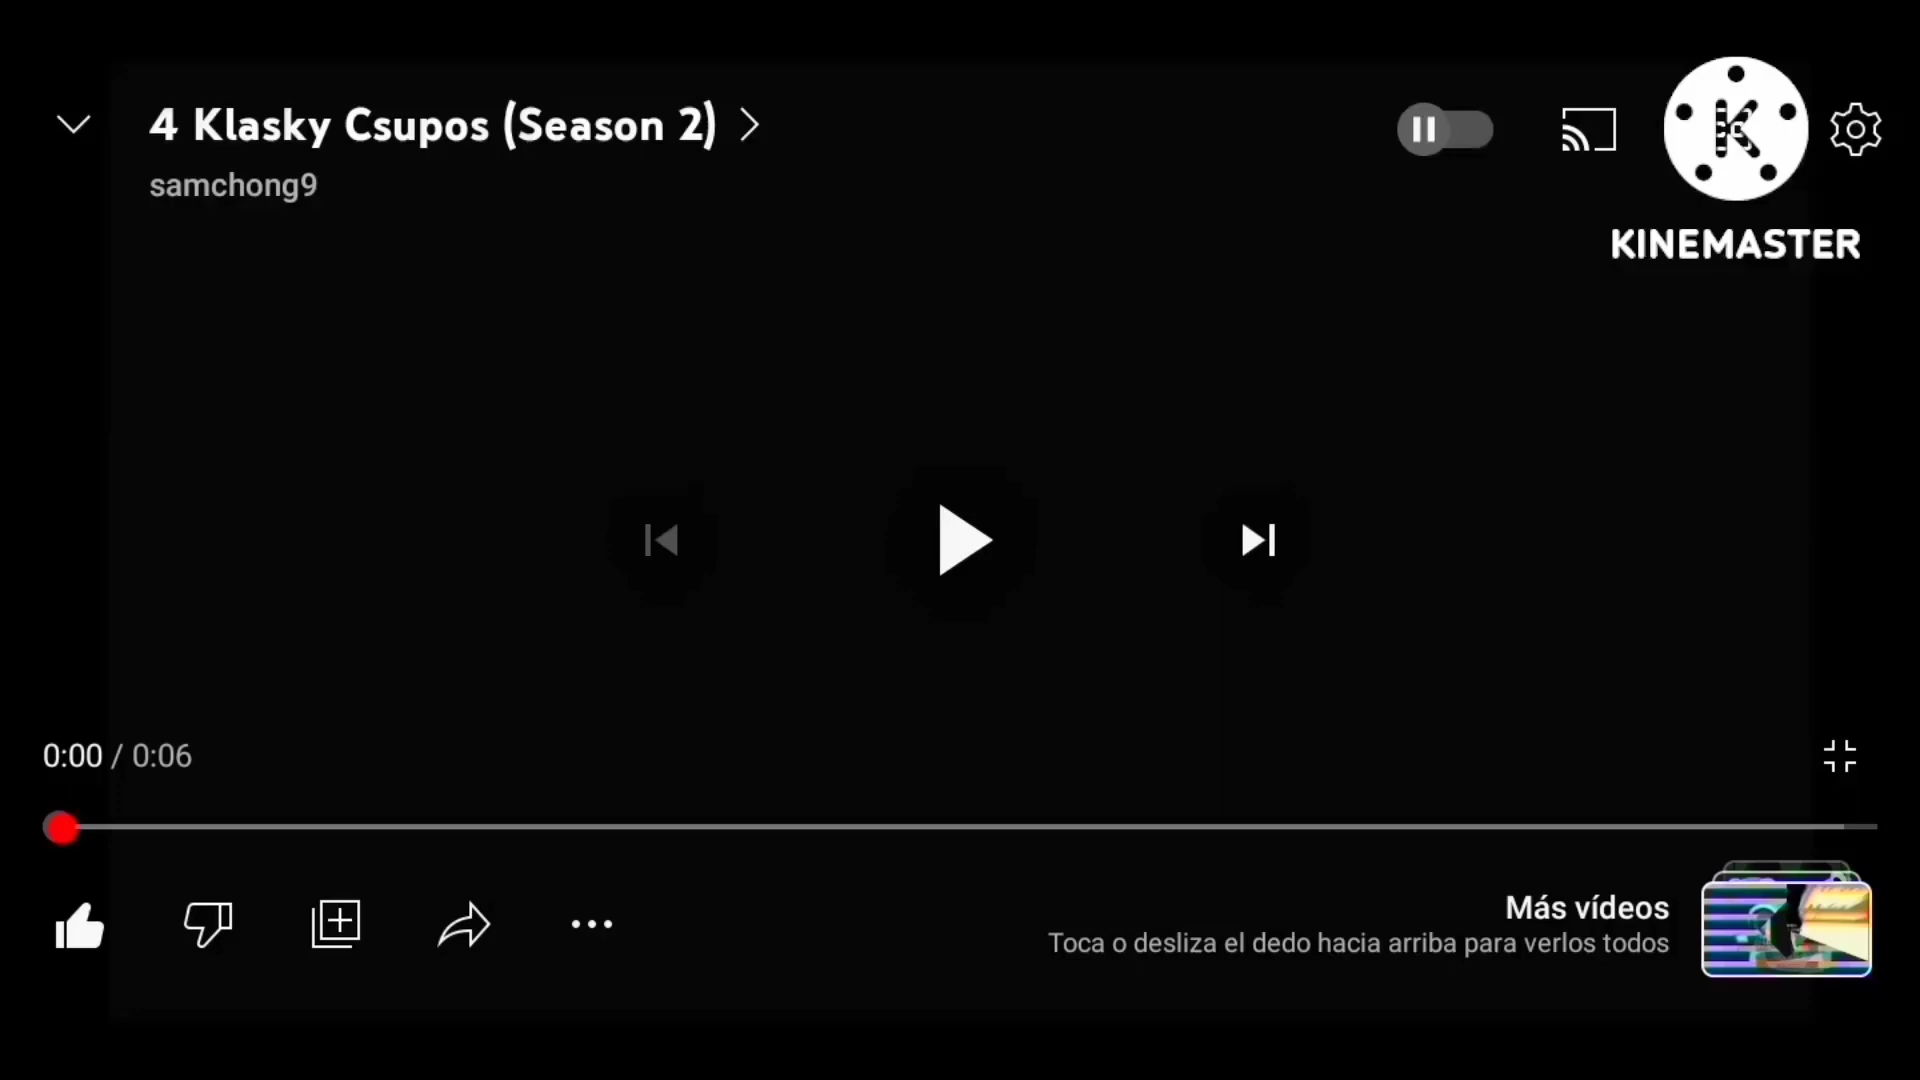 4 Klasky Csupos (Season 2)
samchong9
KINEMASTER
0:00 / 0:06
Más vídeos
Toca o desliza el dedo hacia arriba para verlos todos